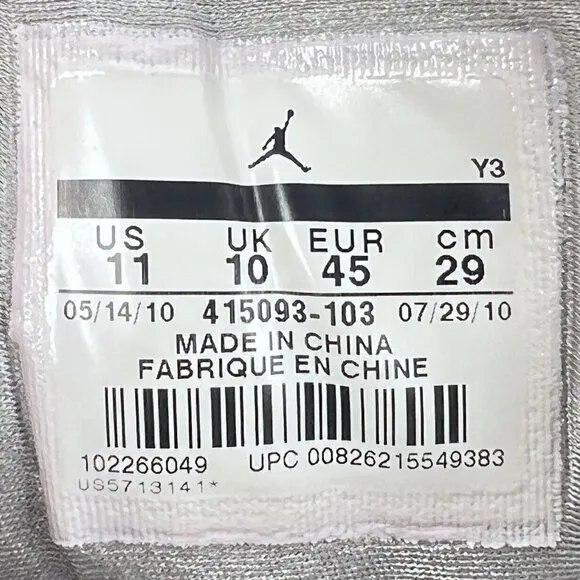 Y3
US UK EUR cm
11 10 45 29
05/14/10 415093-103 07/29/10
MADE IN CHINA
FABRIQUE EN CHINE
102266049 UPC 00826215549383
US5713141*